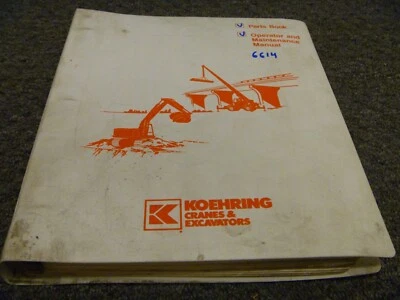 Parts Book
Operator and
Maintenance
Manual
6614
KOEHRING
CRANES &
EXCAVATORS